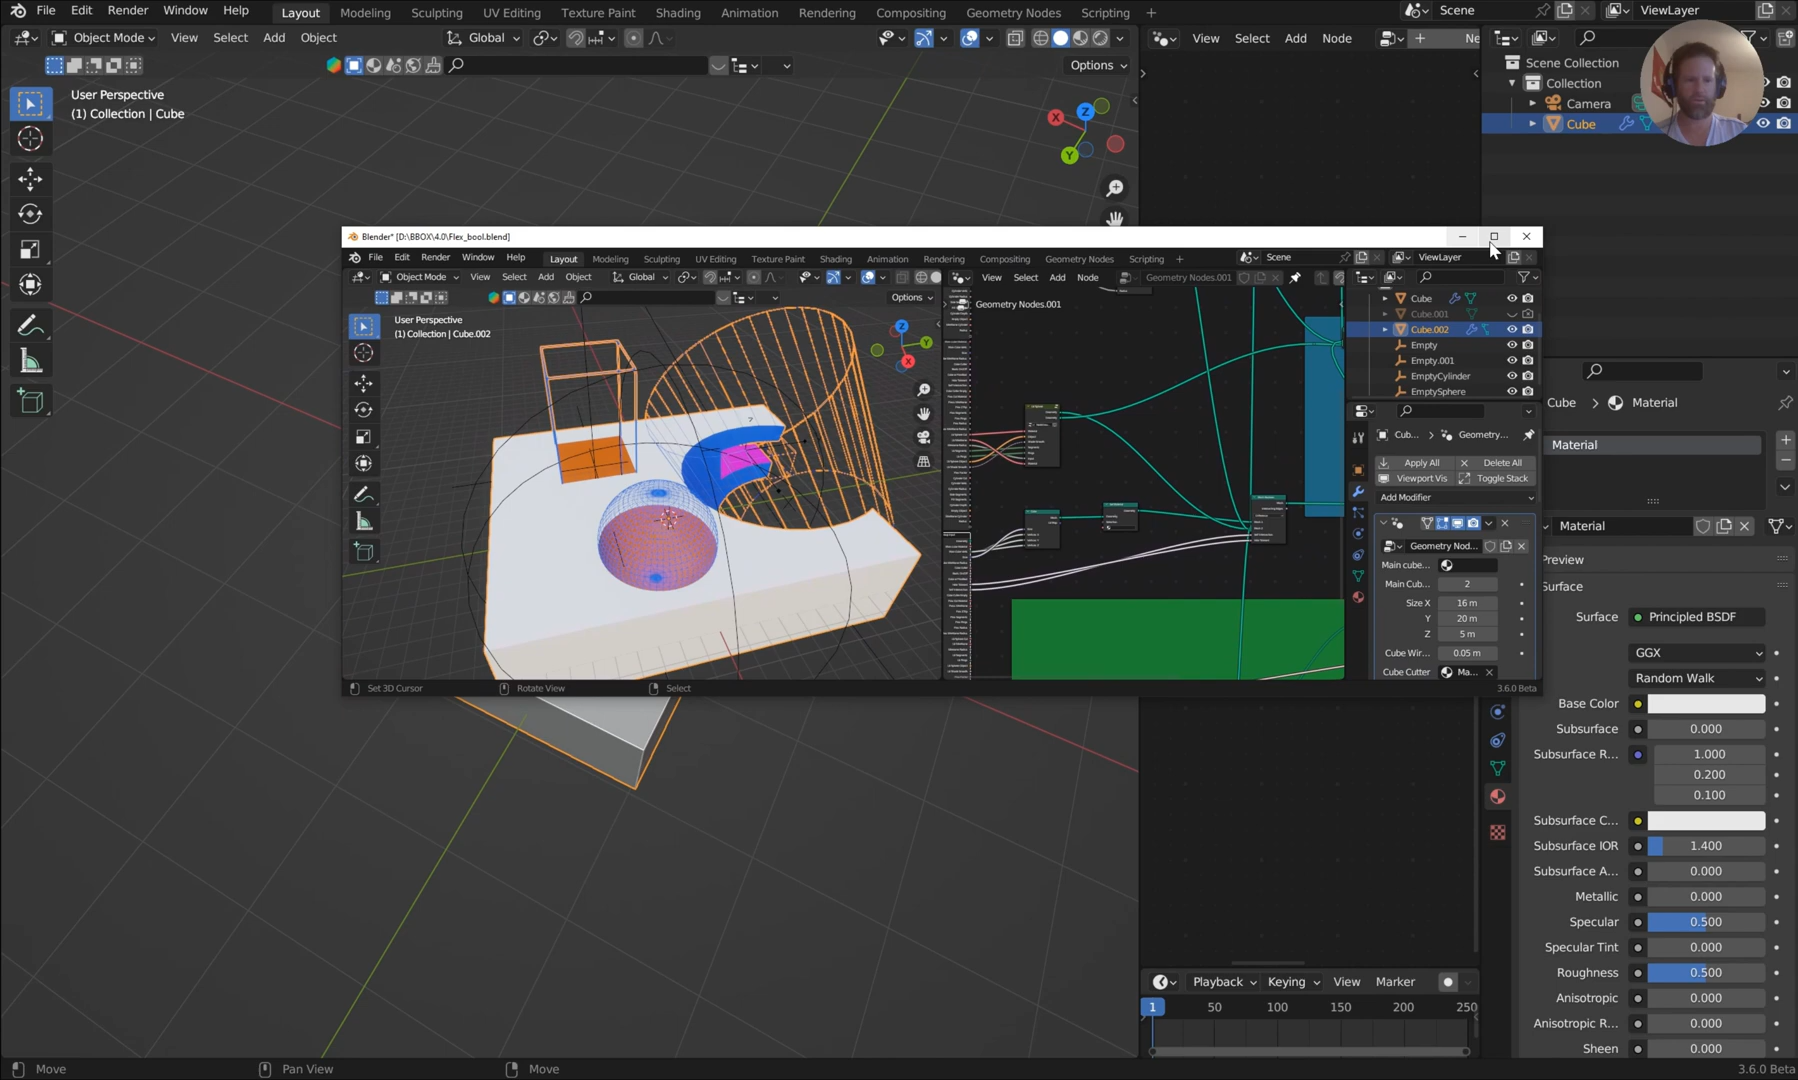 File Edit Render Window Help Layout Modeling Sculpting UV Editing Texture Paint Shading Animation Rendering Compositing Geometry Nodes Scripting + Scene ViewLayer
Object Mode View Select Add Object Global View Select Add Node + Ne
Options
User Perspective
(1) Collection | Cube
X Z Y
Scene Collection
Collection
Camera
Cube
Blender* [D:\BBOX\4.0\Flex_bool.blend]
File Edit Render Window Help Layout Modeling Sculpting UV Editing Texture Paint Shading Animation Rendering Compositing Geometry Nodes Scripting + Scene ViewLayer
Object Mode View Select Add Object Global View Select Add Node Geometry Nodes.001
Options
User Perspective
(1) Collection | Cube.002
Z Y X
Geometry Nodes.001
Cube
Cube.001
Cube.002
Empty
Empty.001
EmptyCylinder
EmptySphere
Cub... Geometry...
Apply All Delete All
Viewport Vis Toggle Stack
Add Modifier
Geometry Nod...
Main cube...
Main Cub... 2
Size X 16 m
Y 20 m
Z 5 m
Cube Wir... 0.05 m
Cube Cutter Ma...
Set 3D Cursor Rotate View Select 3.6.0 Beta
Cube Material
Material
Material
Preview
Surface
Surface Principled BSDF
GGX
Random Walk
Base Color
Subsurface 0.000
Subsurface R... 1.000
0.200
0.100
Subsurface C...
Subsurface IOR 1.400
Subsurface A... 0.000
Metallic 0.000
Specular 0.500
Specular Tint 0.000
Roughness 0.500
Anisotropic 0.000
Anisotropic R... 0.000
Sheen 0.000
Playback Keying View Marker
1 50 100 150 200 250
Move Pan View Move 3.6.0 Beta